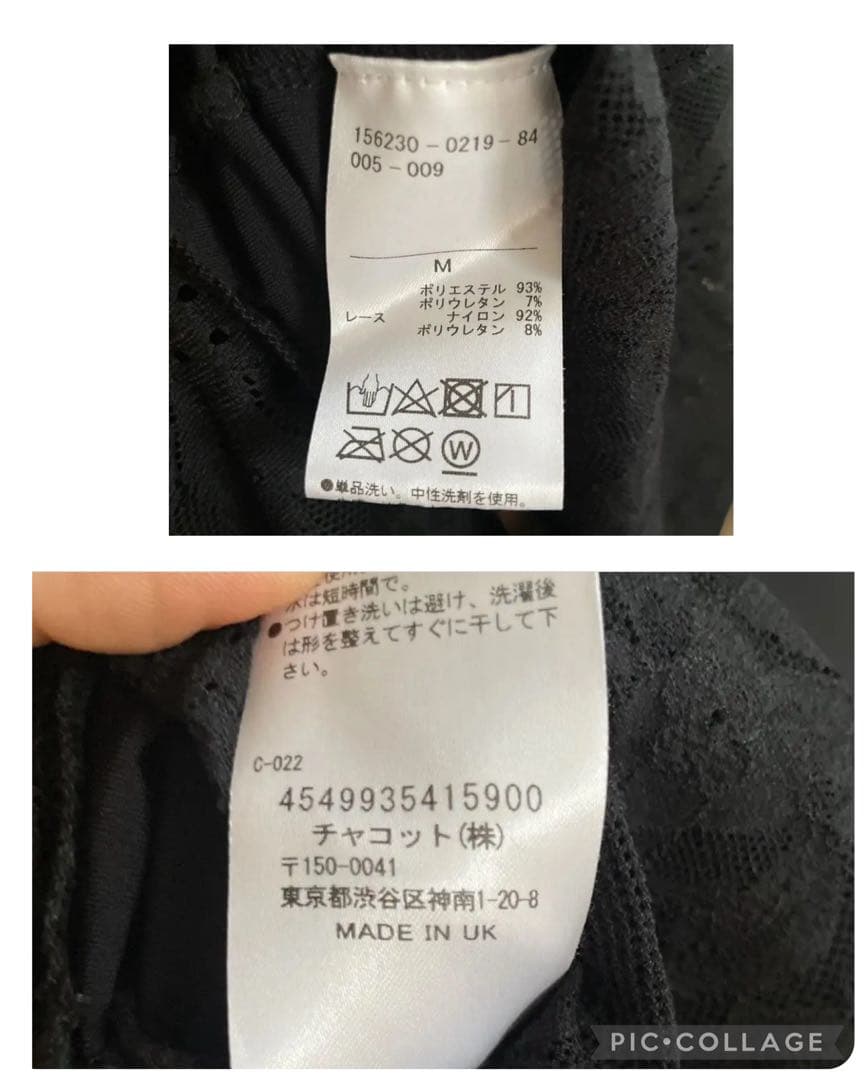 156230-0219-84
005-009
M
ポリエステル 93%
ポリウレタン 7%
レース ナイロン 92%
ポリウレタン 8%
W
●単品洗い。中性洗剤を使用。
は短時間で。
●つけ置き洗いは避け、洗濯後
は形を整えてすぐに干して下
さい。
C-022
4549935415900
チャコット(株)
〒150-0041
東京都渋谷区神南1-20-8
MADE IN UK
PIC•COLLAGE